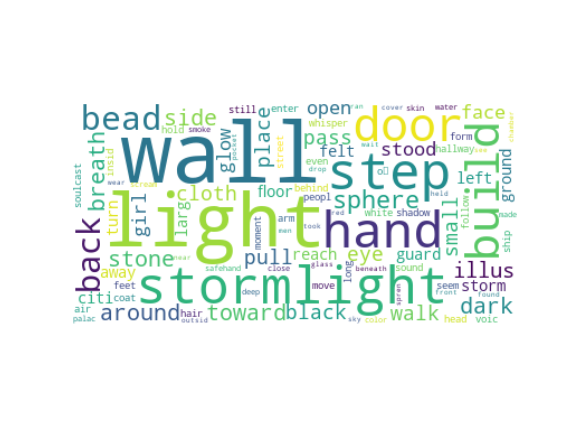 wall
light
stormlight
step
hand
door
build
back
bead
side
sphere
around
toward
black
dark
illus
walk
stone
cloth
pull
eye
breath
place
glow
open
pass
felt
stood
face
small
storm
ground
left
guard
reach
floor
girl
larg
turn
away
citi
coat
feet
hair
air
palac
insid
soulcast
hold
smoke
still
enter
whisper
street
pocket
behind
even
drop
peopl
arm
men
moment
white
shadow
red
took
long
sound
move
close
glass
deep
safehand
outsid
near
wear
scream
beneath
sky
color
spren
seem
front
head
voic
follow
form
hallway
held
wait
cover
skin
water
ran
chamber
made
ship
found